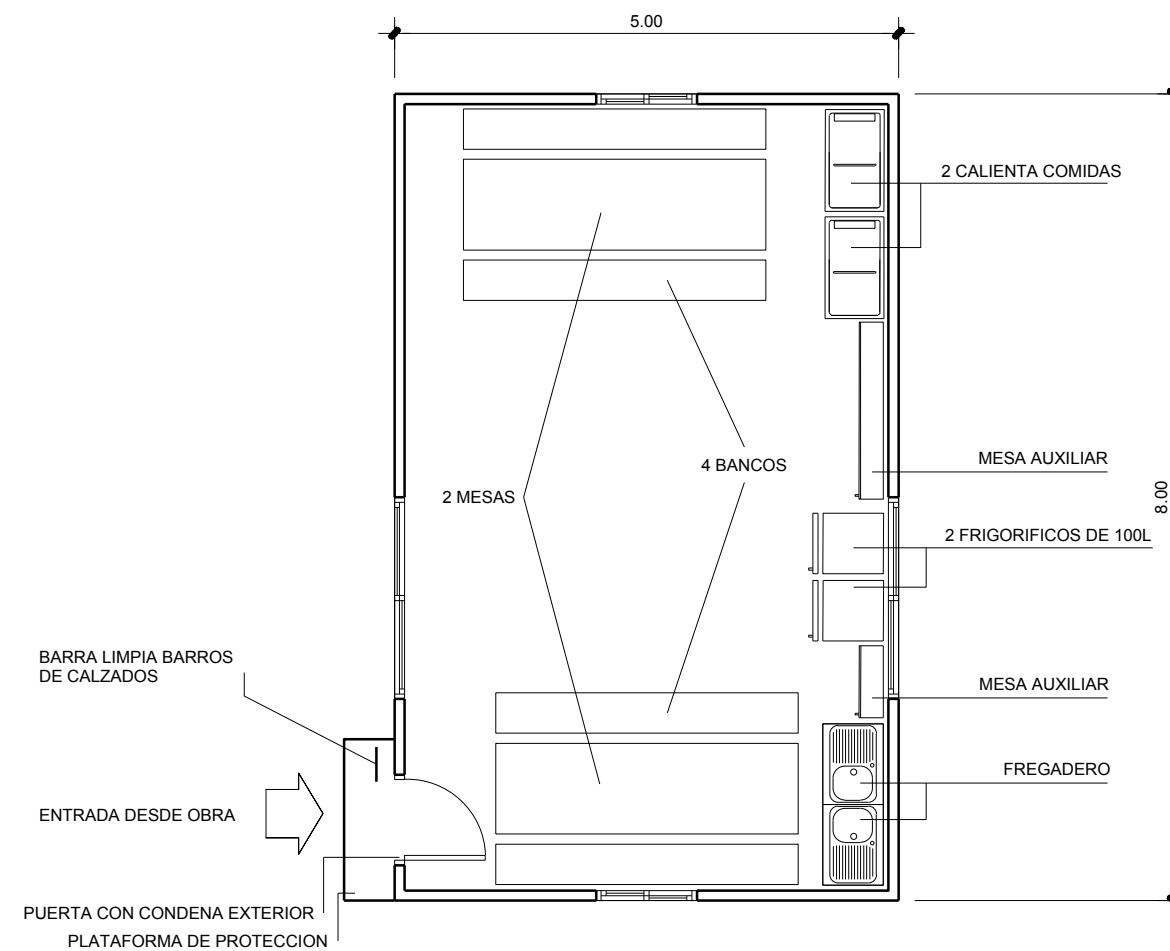 5.00
2 CALIENTA COMIDAS
4 BANCOS
MESA AUXILIAR
2 MESAS
8.00
2 FRIGORIFICOS DE 100L
BARRA LIMPIA BARROS
DE CALZADOS
MESA AUXILIAR
FREGADERO
ENTRADA DESDE OBRA
PUERTA CON CONDENA EXTERIOR
PLATAFORMA DE PROTECCION